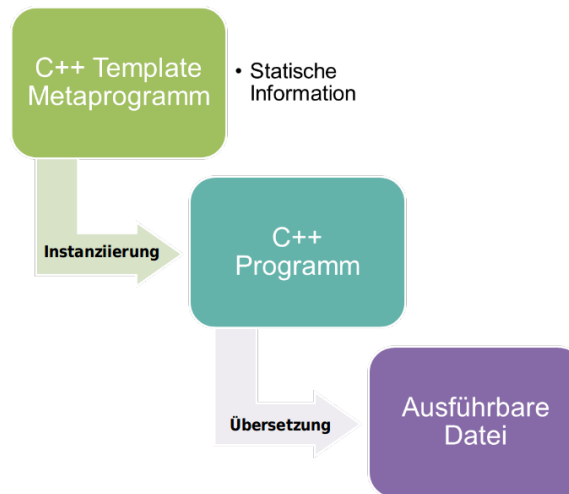 C++ Template
Metaprogramm
• Statische
Information
Instanziierung
C++
Programm
Übersetzung
Ausführbare
Datei